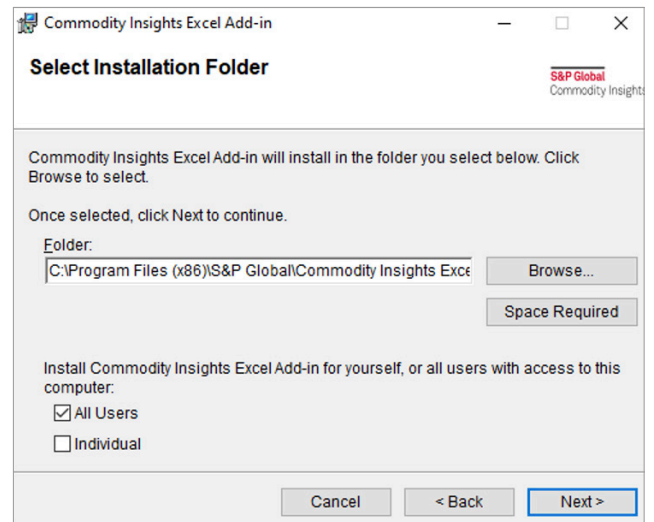 Commodity Insights Excel Add-in
Select Installation Folder
S&P Global
Commodity Insights
Commodity Insights Excel Add-in will install in the folder you select below. Click
Browse to select.
Once selected, click Next to continue.
Folder:
C:\Program Files (x86)\S&P Global\Commodity Insights Exce
Browse...
Space Required
Install Commodity Insights Excel Add-in for yourself, or all users with access to this
computer:
All Users
Individual
Cancel
< Back
Next >